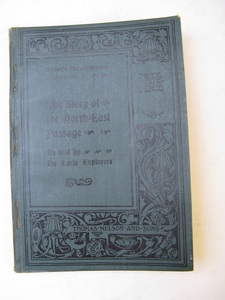 The Story of
the North-East
Passage
As told by
the Early Explorers
THOMAS NELSON AND SONS